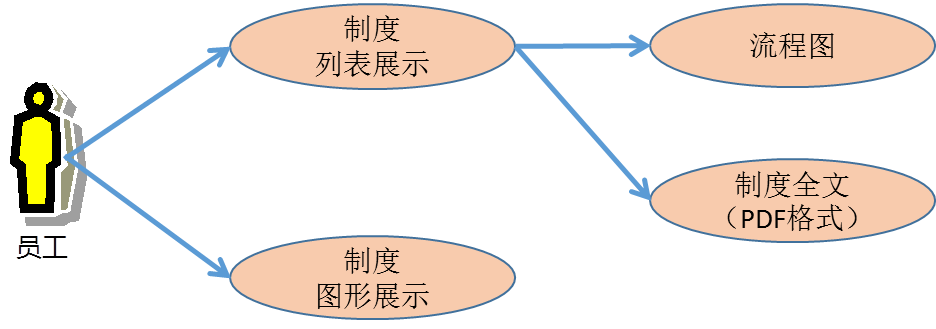 制度
列表展示
流程图
制度全文
（PDF格式）
员工
制度
图形展示